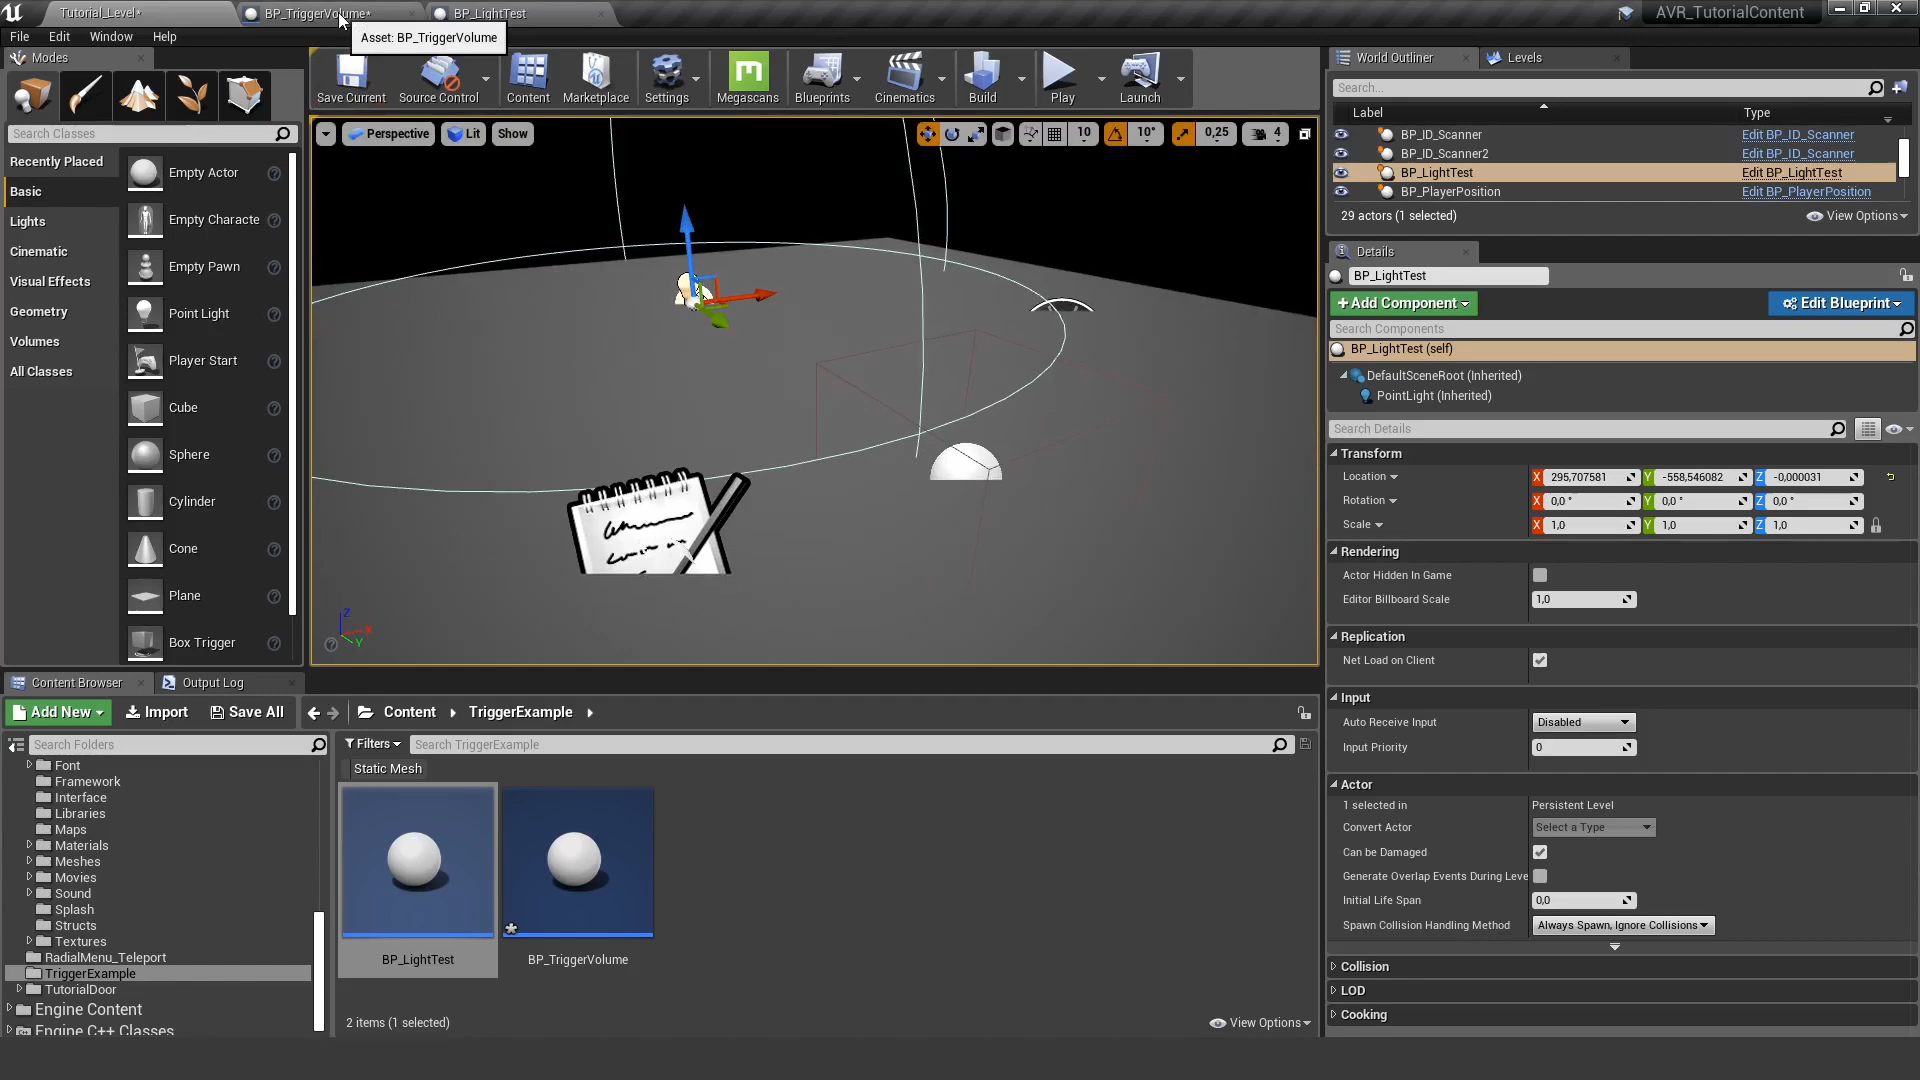 Tutorial_Level*
BP_TriggerVolume*
BP_LightTest
AVR_TutorialContent
File Edit Window Help
Asset: BP_TriggerVolume
Modes
Search Classes
Recently Placed
Basic
Lights
Cinematic
Visual Effects
Geometry
Volumes
All Classes
Empty Actor
Empty Characte
Empty Pawn
Point Light
Player Start
Cube
Sphere
Cylinder
Cone
Plane
Box Trigger
Save Current
Source Control
Content
Marketplace
Settings
Megascans
Blueprints
Cinematics
Build
Play
Launch
Perspective Lit Show
10 10° 0,25 4
Z X Y
World Outliner Levels
Search...
Label Type
BP_ID_Scanner Edit BP_ID_Scanner
BP_ID_Scanner2 Edit BP_ID_Scanner
BP_LightTest Edit BP_LightTest
BP_PlayerPosition Edit BP_PlayerPosition
29 actors (1 selected) View Options
Details
BP_LightTest
+Add Component Edit Blueprint
Search Components
BP_LightTest (self)
DefaultSceneRoot (Inherited)
PointLight (Inherited)
Search Details
Transform
Location X 295,707581 Y -558,546082 Z -0,000031
Rotation X 0,0 ° Y 0,0 ° Z 0,0 °
Scale X 1,0 Y 1,0 Z 1,0
Rendering
Actor Hidden In Game
Editor Billboard Scale 1,0
Replication
Net Load on Client
Input
Auto Receive Input Disabled
Input Priority 0
Actor
1 selected in Persistent Level
Convert Actor Select a Type
Can be Damaged
Generate Overlap Events During Leve
Initial Life Span 0,0
Spawn Collision Handling Method Always Spawn, Ignore Collisions
Collision
LOD
Cooking
Content Browser Output Log
Add New Import Save All Content TriggerExample
Search Folders
Filters Search TriggerExample
Static Mesh
Font
Framework
Interface
Libraries
Maps
Materials
Meshes
Movies
Sound
Splash
Structs
Textures
RadialMenu_Teleport
TriggerExample
TutorialDoor
Engine Content
Engine C++ Classes
BP_LightTest
BP_TriggerVolume
2 items (1 selected) View Options